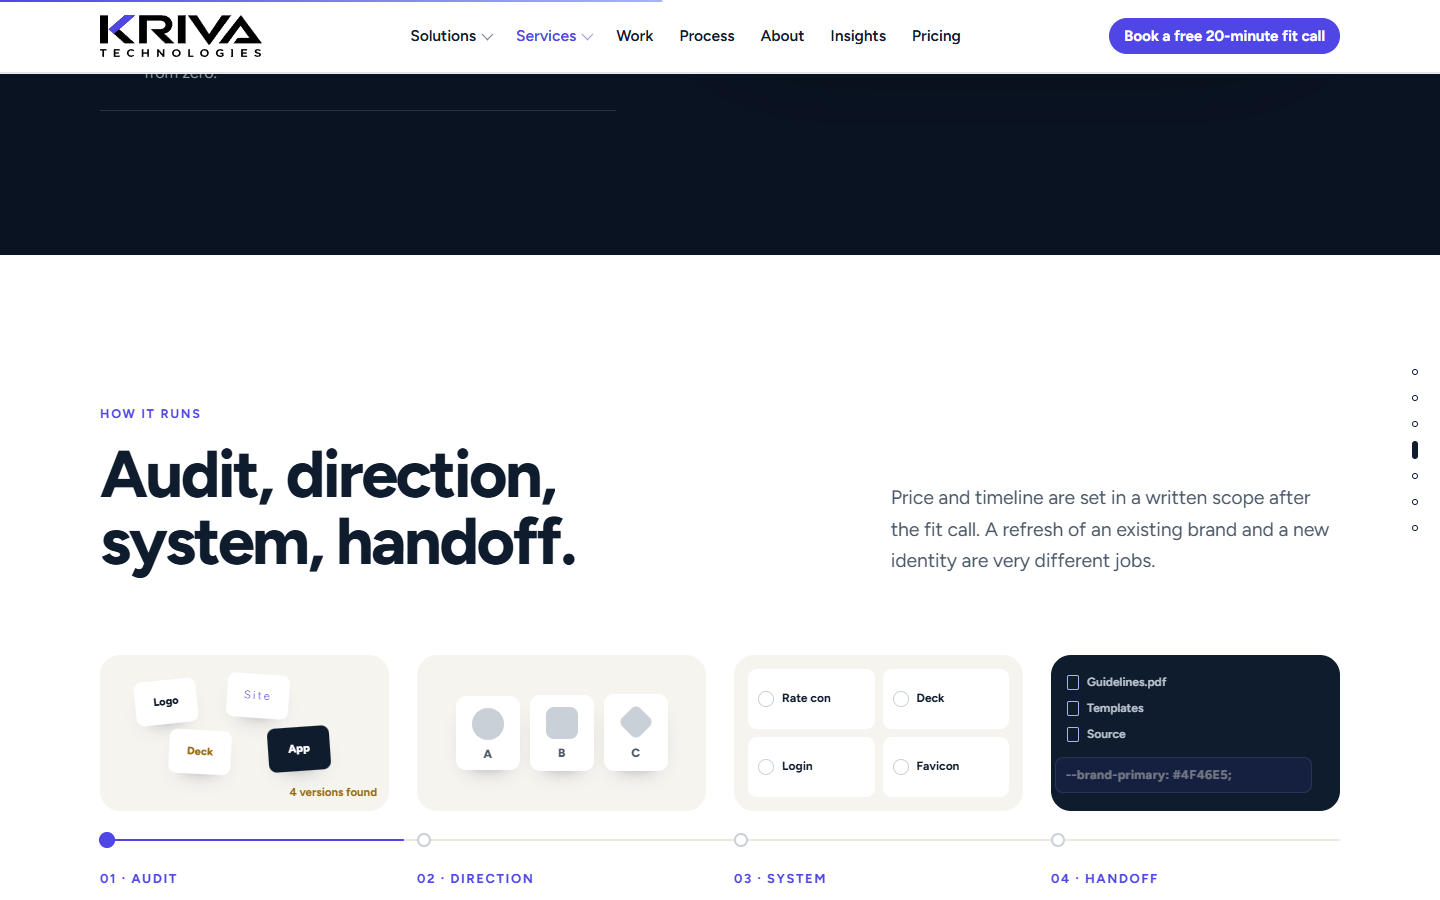 KRIVA
TECHNOLOGIES
Solutions
Services
Work
Process
About
Insights
Pricing
Book a free 20-minute fit call
from zero.
HOW IT RUNS
Audit, direction,
system, handoff.
Price and timeline are set in a written scope after
the fit call. A refresh of an existing brand and a new
identity are very different jobs.
Logo
Site
Deck
App
4 versions found
A
B
C
Rate con
Deck
Login
Favicon
Guidelines.pdf
Templates
Source
--brand-primary: #4F46E5;
01 · AUDIT
02 · DIRECTION
03 · SYSTEM
04 · HANDOFF